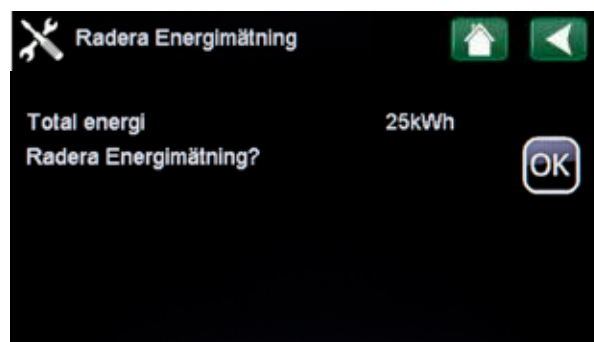 Radera Energimätning
Total energi 25kWh
Radera Energimätning?
OK